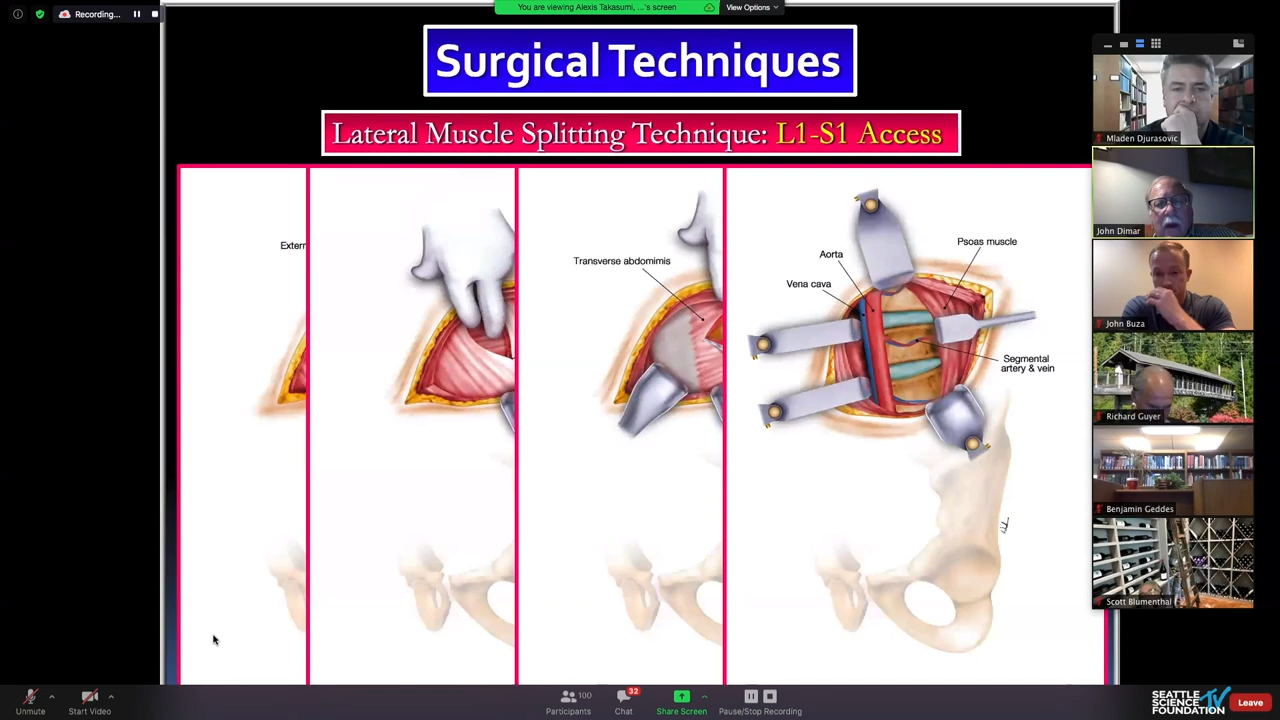 Recording...
You are viewing Alexis Takasumi, ...'s screen
View Options
Surgical Techniques
Lateral Muscle Splitting Technique: L1-S1 Access
Extern
Transverse abdomimis
Aorta
Vena cava
Psoas muscle
Segmental
artery & vein
Mladen Djurasovic
John Dimar
John Buza
Richard Guyer
Benjamin Geddes
Scott Blumenthal
Unmute
Start Video
100
Participants
32
Chat
Share Screen
Pause/Stop Recording
SEATTLE
SCIENCE
FOUNDATION
TV
Leave